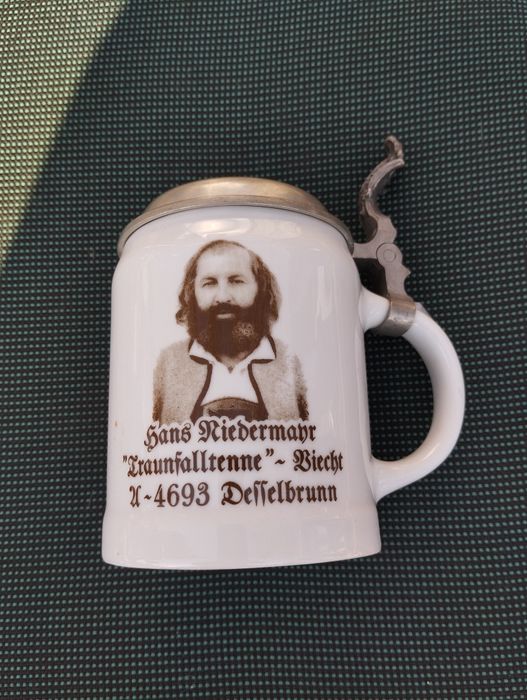 Hans Niedermayr
"Traunfalltenne" ~ Viecht
A-4693 Desselbrunn